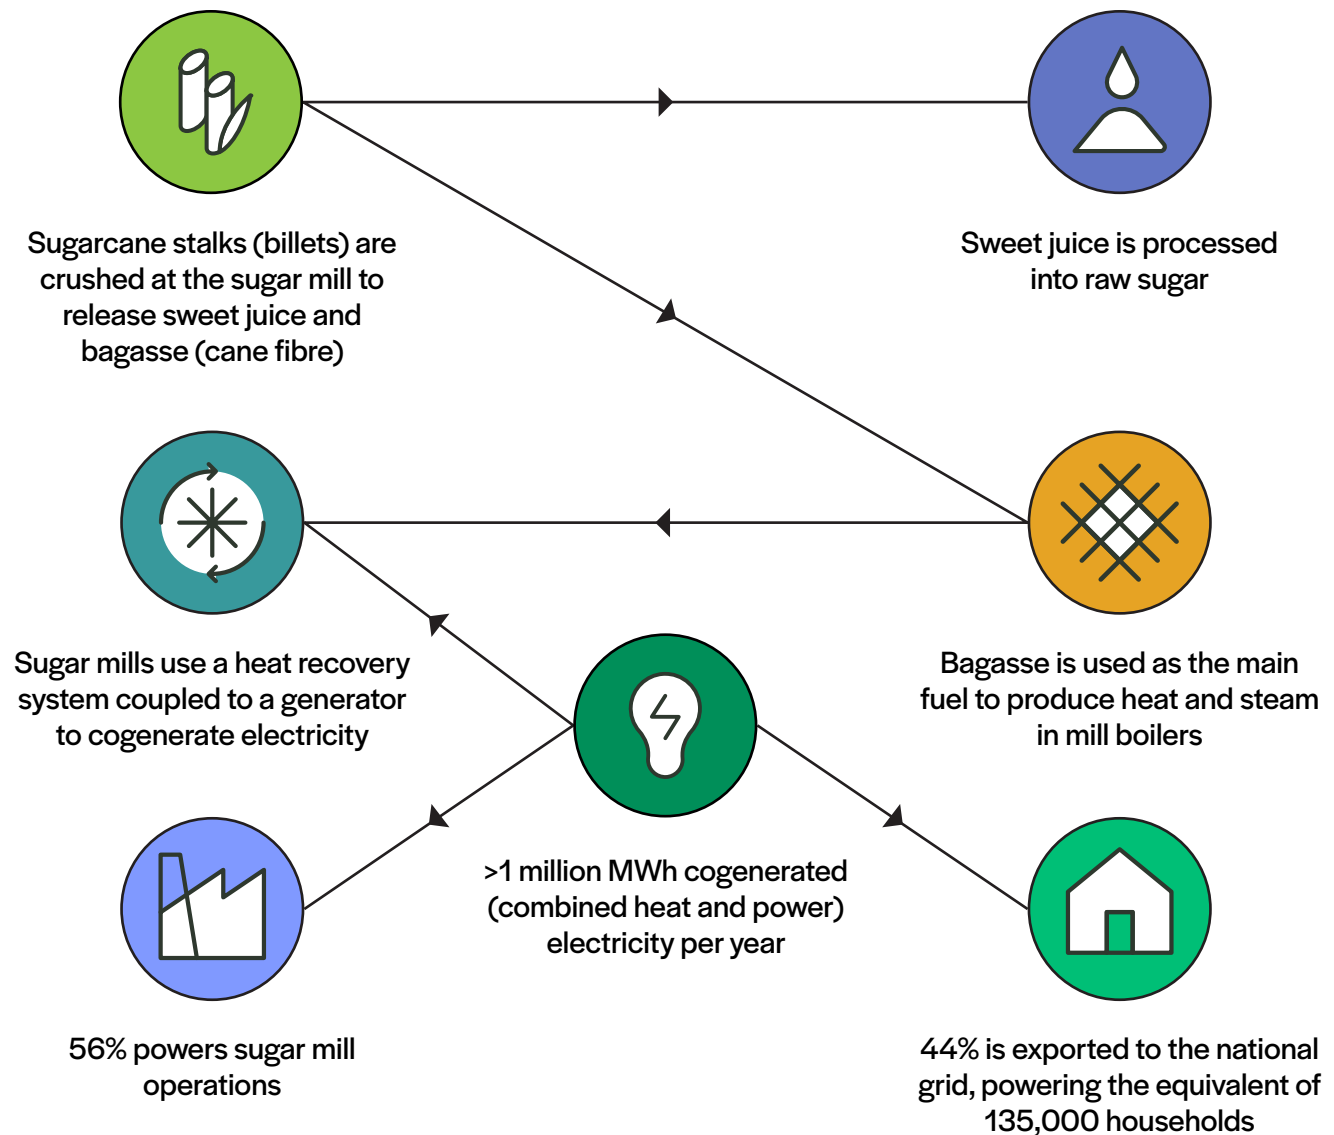 Sugarcane stalks (billets) are
crushed at the sugar mill to
release sweet juice and
bagasse (cane fibre)
Sweet juice is processed
into raw sugar
Sugar mills use a heat recovery
system coupled to a generator
to cogenerate electricity
Bagasse is used as the main
fuel to produce heat and steam
in mill boilers
>1 million MWh cogenerated
(combined heat and power)
electricity per year
56% powers sugar mill
operations
44% is exported to the national
grid, powering the equivalent of
135,000 households